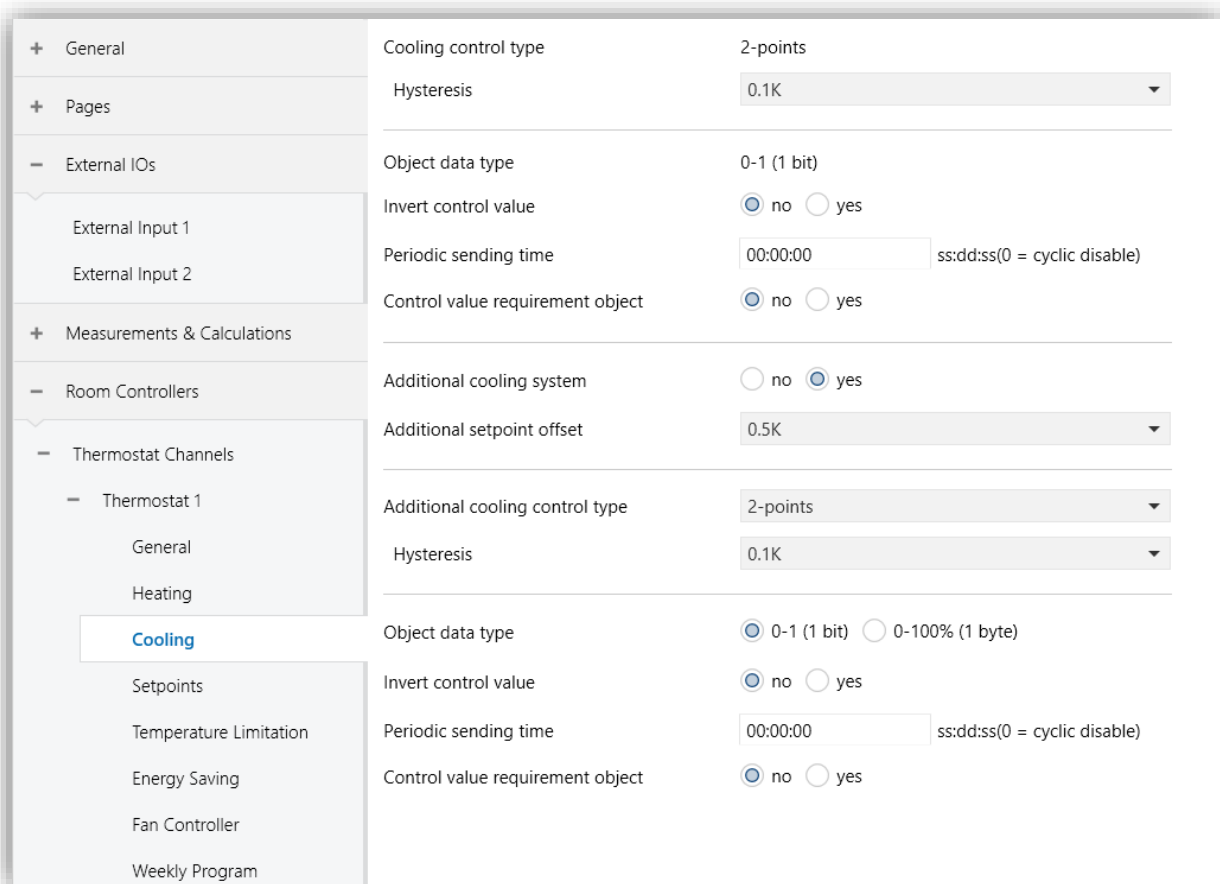 + General
+ Pages
− External IOs
External Input 1
External Input 2
+ Measurements & Calculations
− Room Controllers
− Thermostat Channels
− Thermostat 1
General
Heating
Cooling
Setpoints
Temperature Limitation
Energy Saving
Fan Controller
Weekly Program
Cooling control type 2-points
Hysteresis 0.1K
Object data type 0-1 (1 bit)
Invert control value no yes
Periodic sending time 00:00:00 ss:dd:ss(0 = cyclic disable)
Control value requirement object no yes
Additional cooling system no yes
Additional setpoint offset 0.5K
Additional cooling control type 2-points
Hysteresis 0.1K
Object data type 0-1 (1 bit) 0-100% (1 byte)
Invert control value no yes
Periodic sending time 00:00:00 ss:dd:ss(0 = cyclic disable)
Control value requirement object no yes